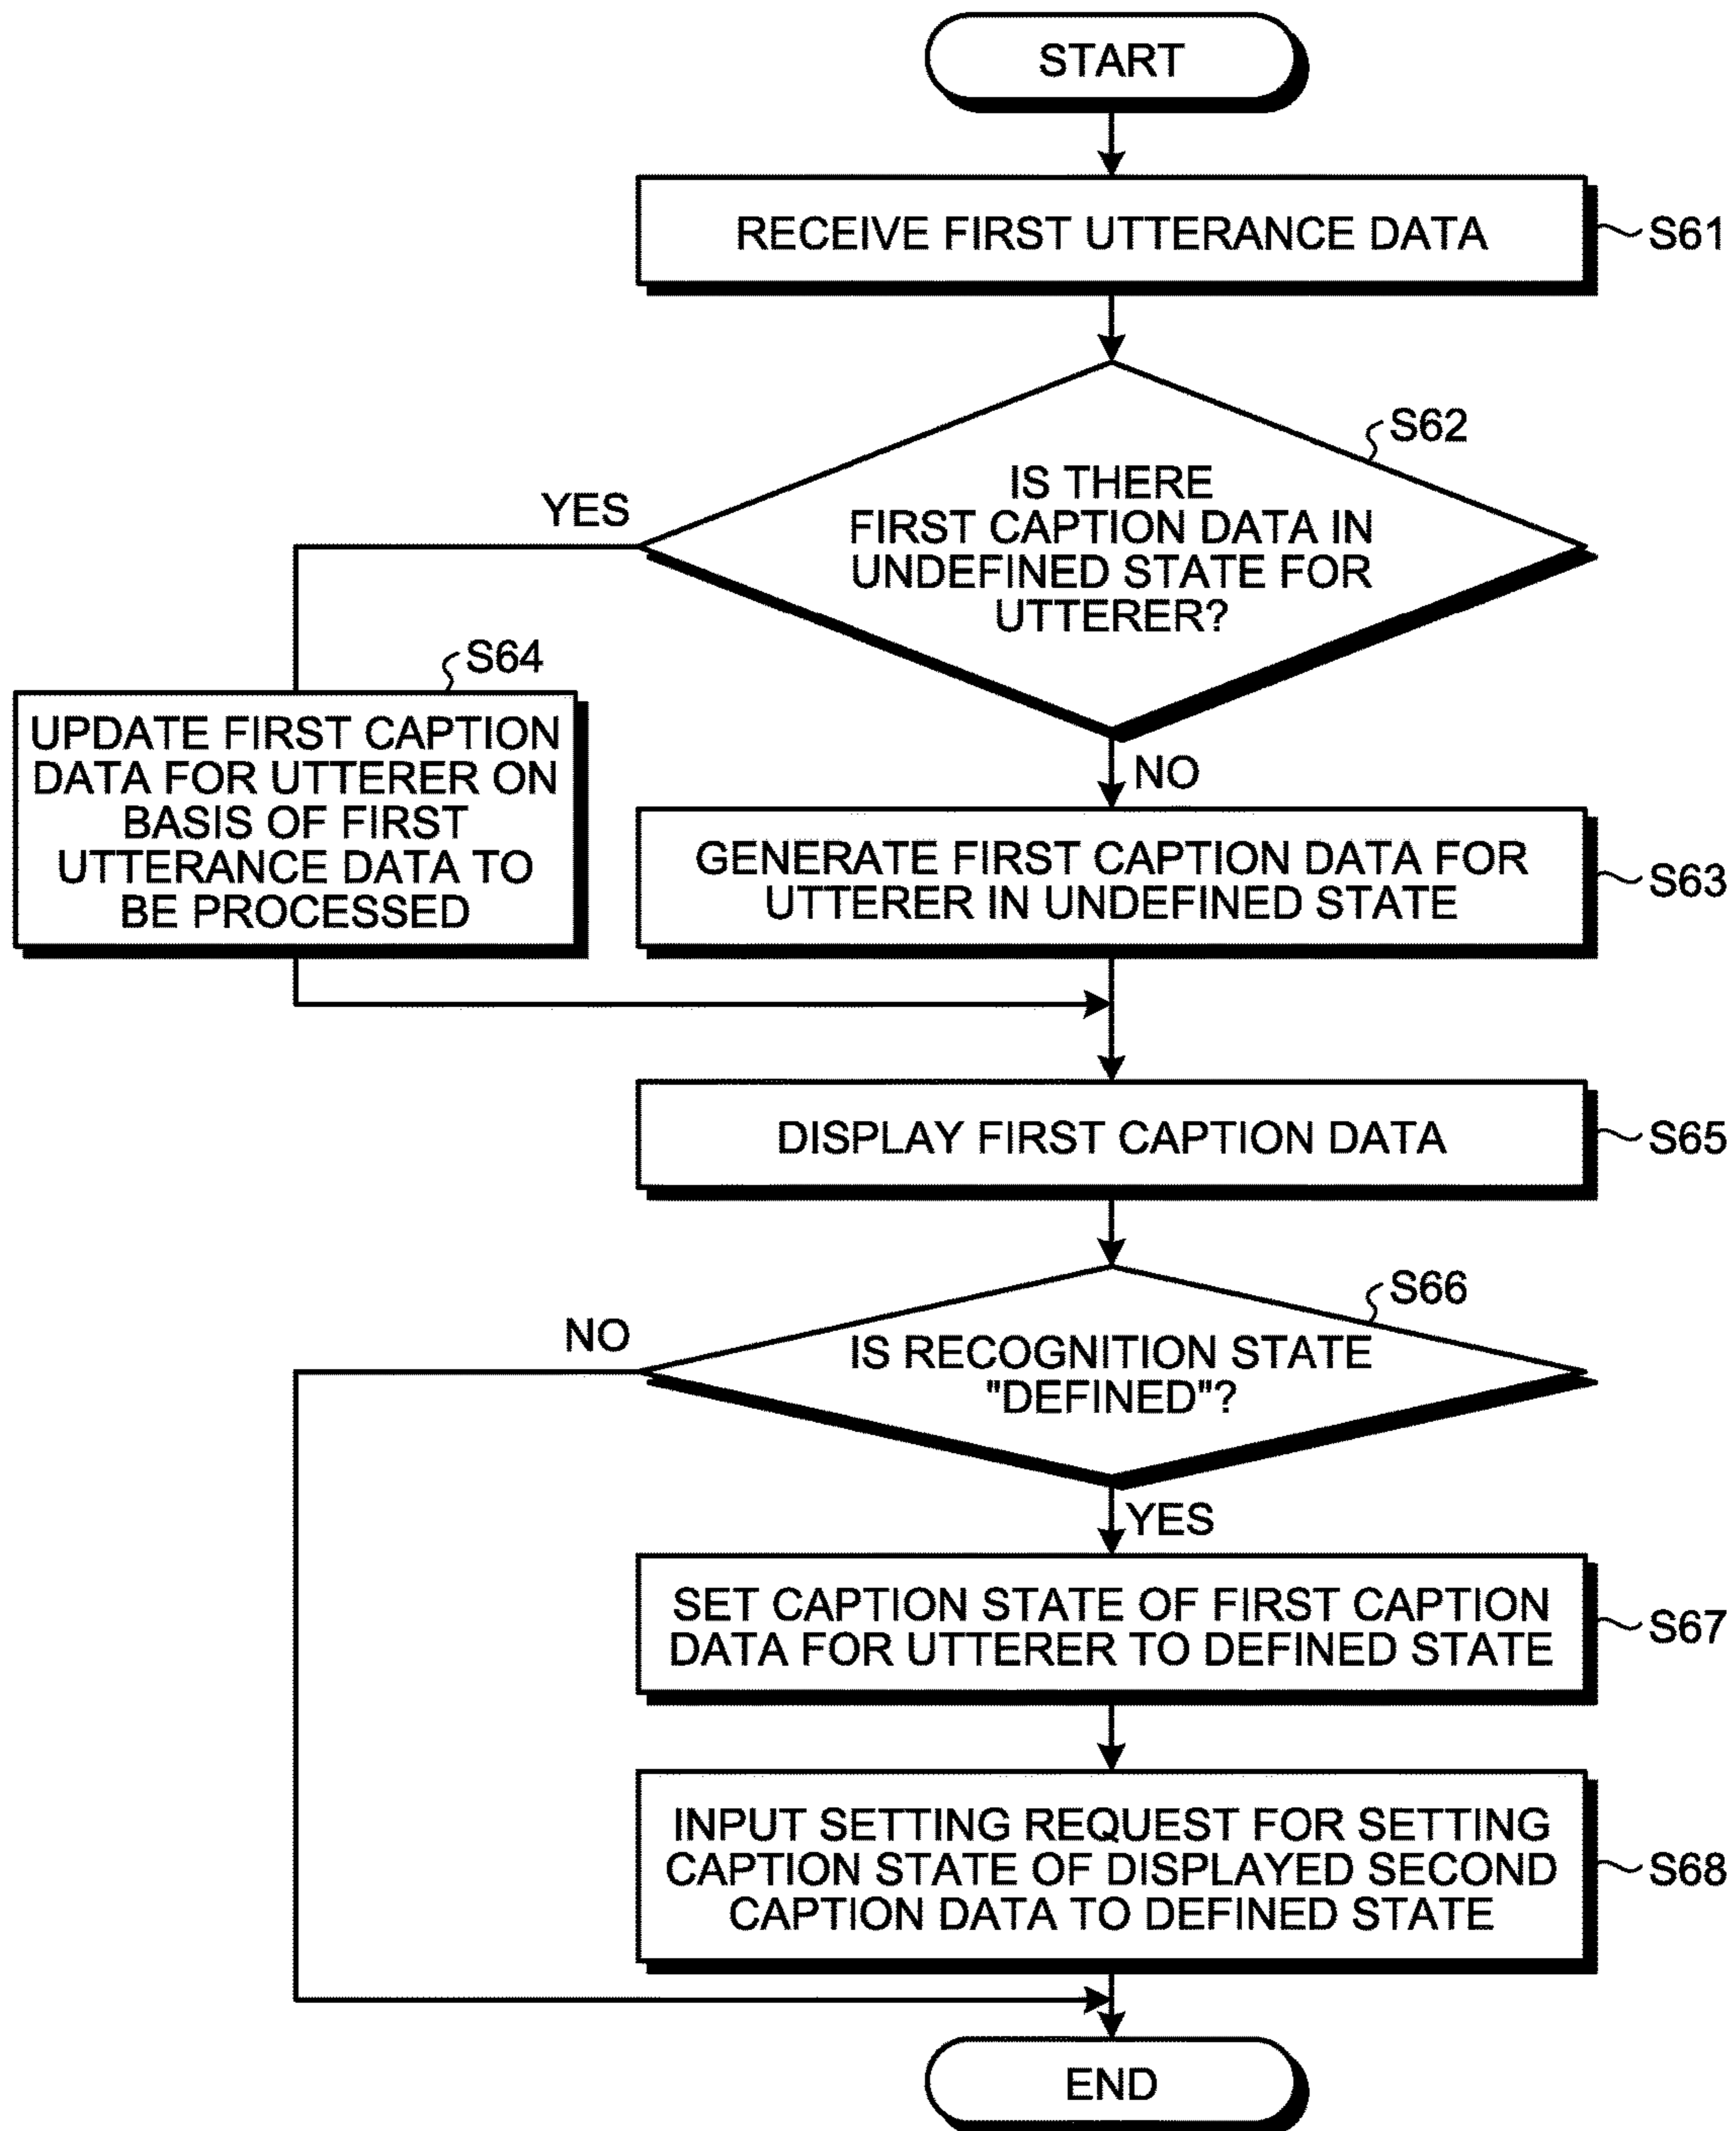 START
RECEIVE FIRST UTTERANCE DATA
S61
S62
IS THERE
FIRST CAPTION DATA IN
UNDEFINED STATE FOR
UTTERER?
YES
NO
S64
UPDATE FIRST CAPTION
DATA FOR UTTERER ON
BASIS OF FIRST
UTTERANCE DATA TO
BE PROCESSED
GENERATE FIRST CAPTION DATA FOR
UTTERER IN UNDEFINED STATE
S63
DISPLAY FIRST CAPTION DATA
S65
S66
IS RECOGNITION STATE
"DEFINED"?
NO
YES
SET CAPTION STATE OF FIRST CAPTION
DATA FOR UTTERER TO DEFINED STATE
S67
INPUT SETTING REQUEST FOR SETTING
CAPTION STATE OF DISPLAYED SECOND
CAPTION DATA TO DEFINED STATE
S68
END